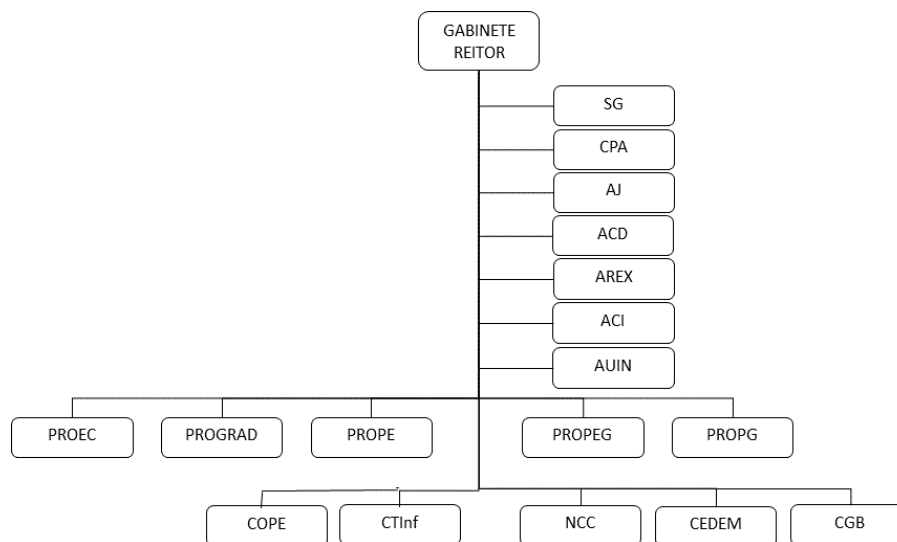 GABINETE
REITOR
SG
CPA
AJ
ACD
AREX
ACI
AUIN
PROEC
PROGRAD
PROPE
PROPEG
PROPG
COPE
CTInf
NCC
CEDEM
CGB